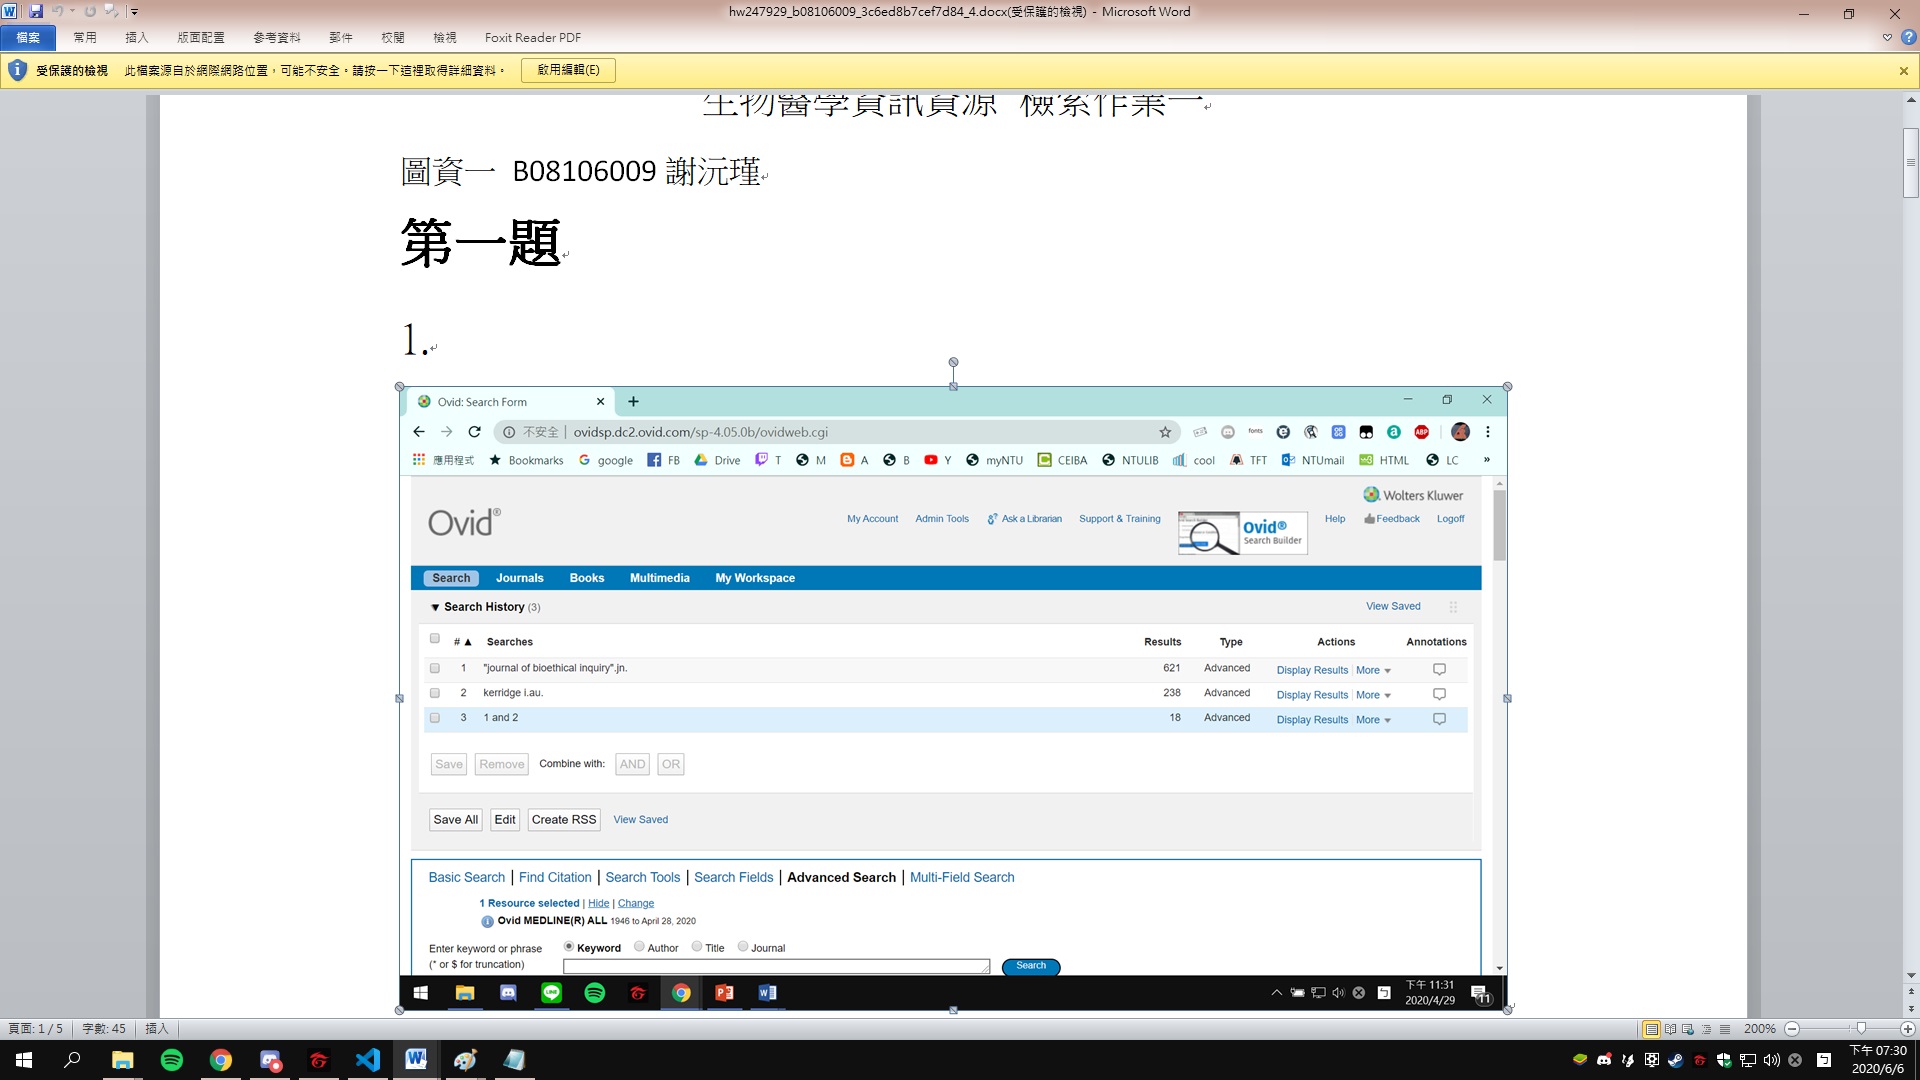 hw247929_b08106009_3c6ed8b7cef7d84_4.docx(受保護的檢視) - Microsoft Word
檔案 常用 插入 版面配置 參考資料 郵件 校閱 檢視 Foxit Reader PDF
受保護的檢視 此檔案源自於網際網路位置，可能不安全。請按一下這裡取得詳細資料。 啟用編輯(E)
生物醫學資訊資源 檢索作業一
圖資一 B08106009 謝沅瑾
第一題
1.
Ovid: Search Form
不安全 | ovidsp.dc2.ovid.com/sp-4.05.0b/ovidweb.cgi
應用程式 Bookmarks google FB Drive T M A B Y myNTU CEIBA NTULIB cool TFT NTUmail HTML LC »
Wolters Kluwer
Ovid® My Account Admin Tools Ask a Librarian Support & Training Ovid® Search Builder Help Feedback Logoff
Search Journals Books Multimedia My Workspace
Search History (3) View Saved
# ▲ Searches Results Type Actions Annotations
1 "journal of bioethical inquiry".jn. 621 Advanced Display Results More
2 kerridge i.au. 238 Advanced Display Results More
3 1 and 2 18 Advanced Display Results More
Save Remove Combine with: AND OR
Save All Edit Create RSS View Saved
Basic Search | Find Citation | Search Tools | Search Fields | Advanced Search | Multi-Field Search
1 Resource selected | Hide | Change
Ovid MEDLINE(R) ALL 1946 to April 28, 2020
Enter keyword or phrase
(* or $ for truncation)
Keyword Author Title Journal
Search
下午 11:31
2020/4/29
11
頁面: 1 / 5 字數: 45 插入 200%
下午 07:30
2020/6/6